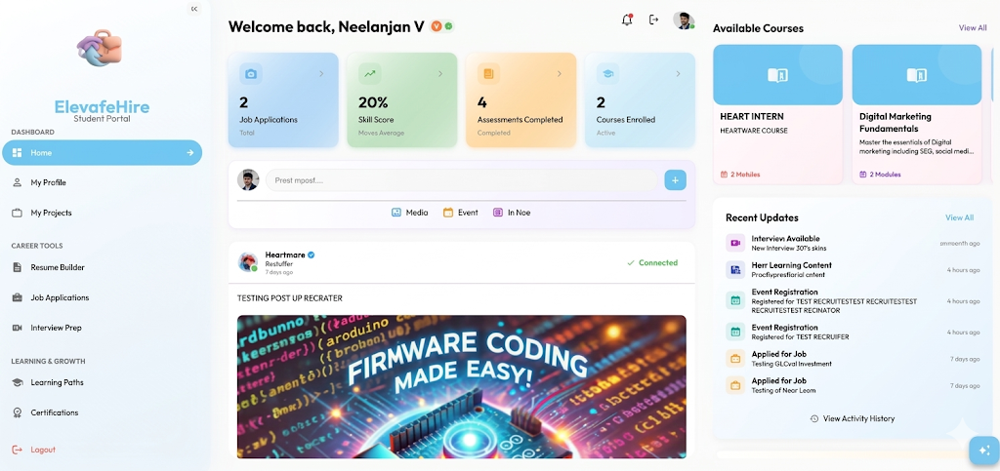 ElevafeHire
Student Portal
DASHBOARD
Home
My Profile
My Projects
CAREER TOOLS
Resume Builder
Job Applications
Interview Prep
LEARNING & GROWTH
Learning Paths
Certifications
Logout
Welcome back, Neelanjan V
V
2
Job Applications
Total
20%
Skill Score
Moves Average
4
Assessments Completed
Completed
2
Courses Enrolled
Active
Prest mpost....
+
Media
Event
In Noe
Heartmare
Restuffer
7 days ago
Connected
TESTING POST UP RECRATER
FIRMWARE CODING
MADE EASY!
Available Courses
View All
HEART INTERN
HEARTWARE COURSE
2 Mehiles
Digital Marketing
Fundamentals
Master the essentials of Digital
marketing including SEG, social medi...
2 Modules
Recent Updates
View All
Interview Available
New Interview 307's skins
Herr Learning Content
4 hours ago
Event Registration
Registered for TEST RECRUITESTEST RECRUITESTEST
RECRUITESTEST RECINATOR
4 hours ago
Event Registration
Registered for TEST RECRUIFER
4 hours ago
Applied for Job
Testing GLCval Investment
7 days ago
Applied for Job
Testing of Near Leom
7 days ago
View Activity History